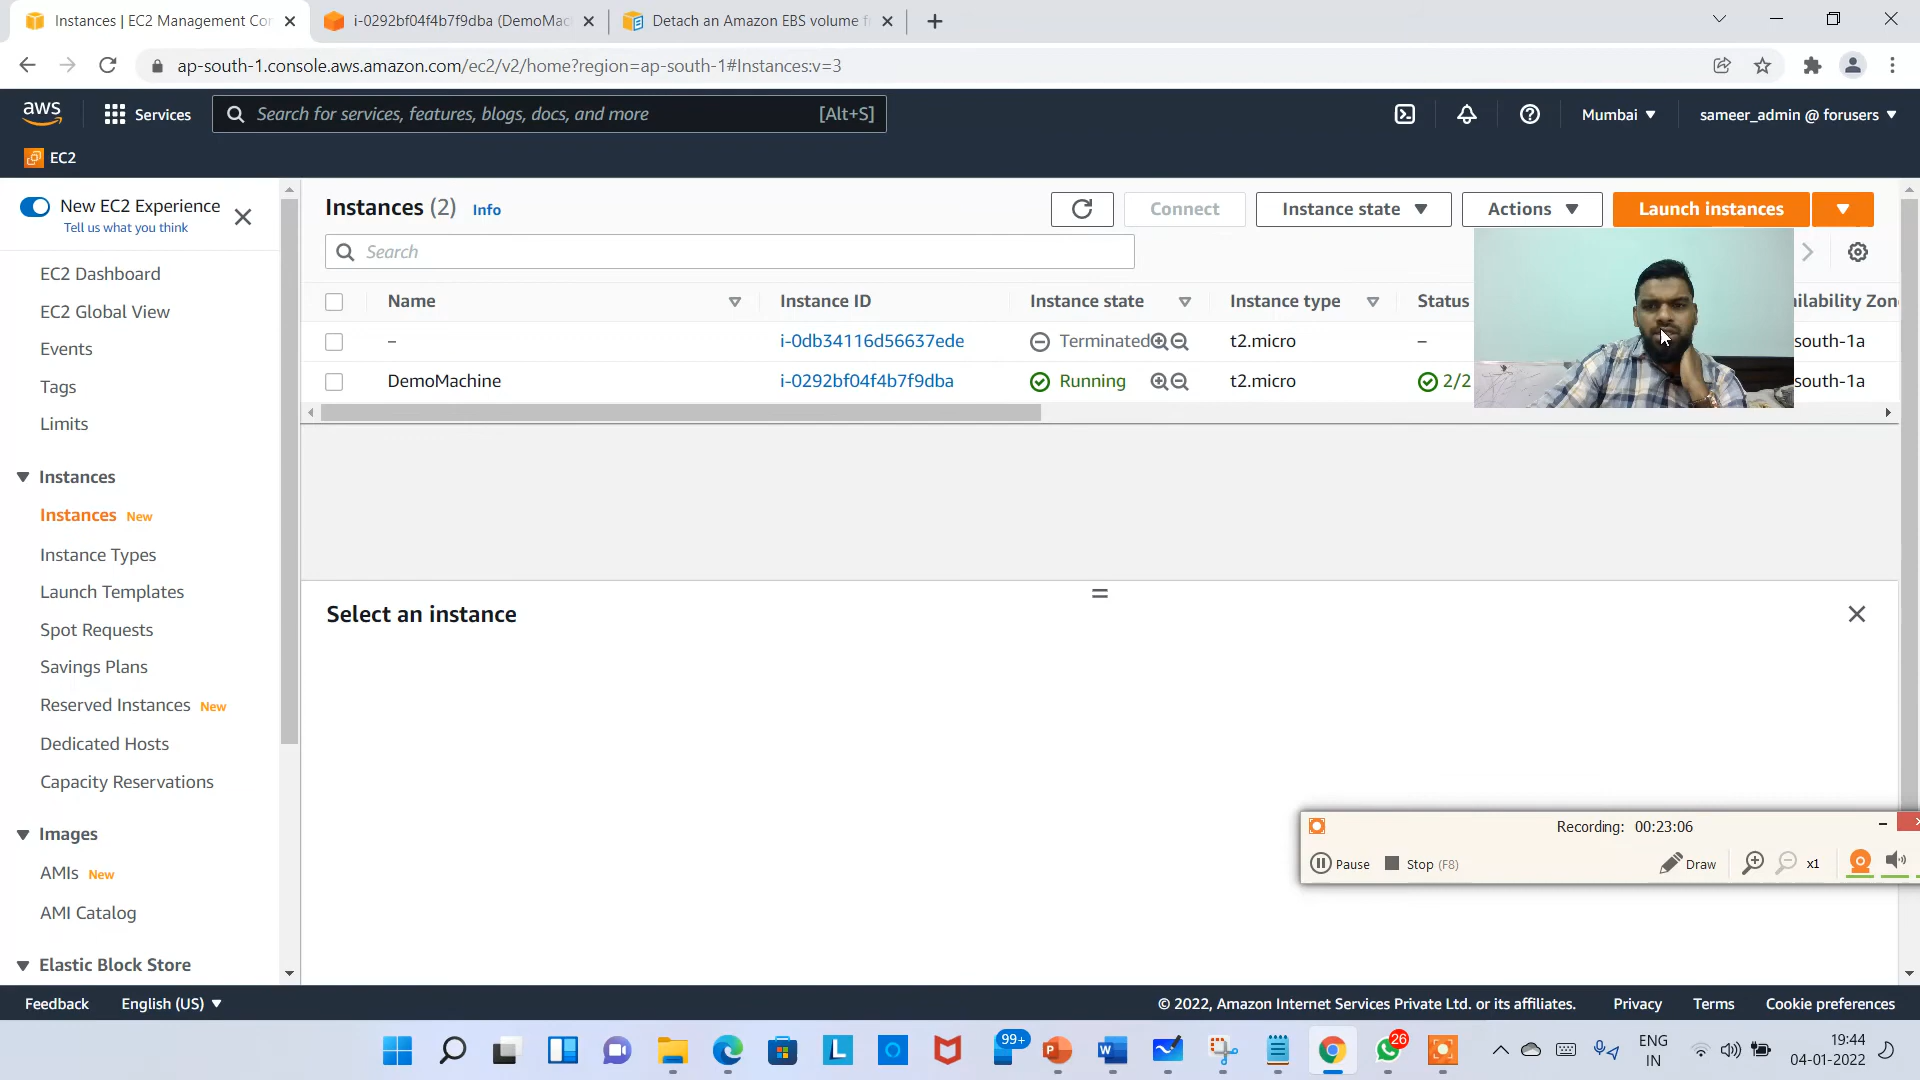 Instances | EC2 Management Con
i-0292bf04f4b7f9dba (DemoMac
Detach an Amazon EBS volume f
ap-south-1.console.aws.amazon.com/ec2/v2/home?region=ap-south-1#Instances:v=3
aws
Services
Search for services, features, blogs, docs, and more
[Alt+S]
Mumbai
sameer_admin @ forusers
EC2
New EC2 Experience
Tell us what you think
EC2 Dashboard
EC2 Global View
Events
Tags
Limits
Instances
Instances New
Instance Types
Launch Templates
Spot Requests
Savings Plans
Reserved Instances New
Dedicated Hosts
Capacity Reservations
Images
AMIs New
AMI Catalog
Elastic Block Store
Instances (2) Info
Connect
Instance state
Actions
Launch instances
Search
Name
Instance ID
Instance state
Instance type
Status
ilability Zon
–
i-0db34116d56637ede
Terminated
t2.micro
–
south-1a
DemoMachine
i-0292bf04f4b7f9dba
Running
t2.micro
2/2
south-1a
Select an instance
Recording: 00:23:06
Pause
Stop (F8)
Draw
x1
Feedback
English (US)
© 2022, Amazon Internet Services Private Ltd. or its affiliates.
Privacy
Terms
Cookie preferences
99+
26
ENG
IN
19:44
04-01-2022